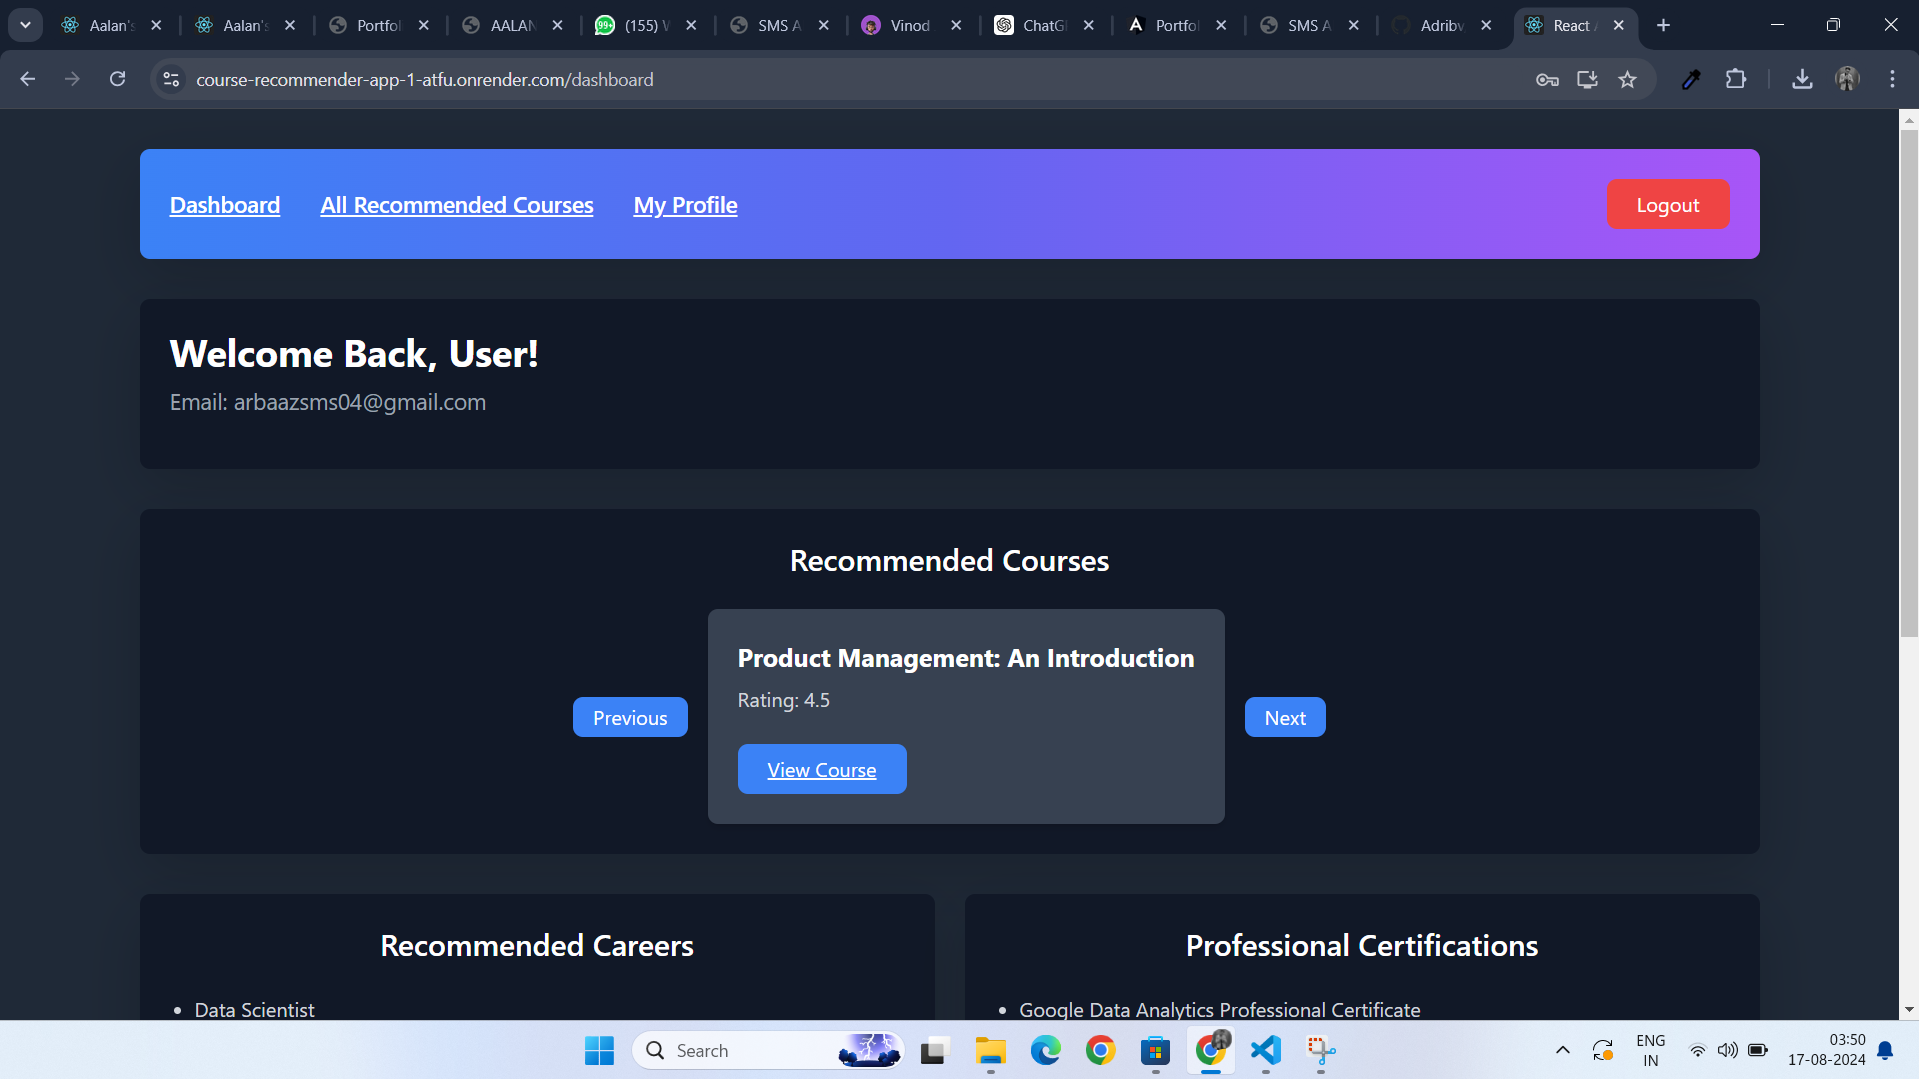 Aalan's
Aalan's
Portfol
AALAN
(155) W
SMS A
Vinod
ChatG
Portfol
SMS A
Adribv
React A
course-recommender-app-1-atfu.onrender.com/dashboard
Dashboard
All Recommended Courses
My Profile
Logout
Welcome Back, User!
Email: arbaazsms04@gmail.com
Recommended Courses
Product Management: An Introduction
Rating: 4.5
Previous
Next
View Course
Recommended Careers
Professional Certifications
• Data Scientist
• Google Data Analytics Professional Certificate
Search
ENG
IN
03:50
17-08-2024